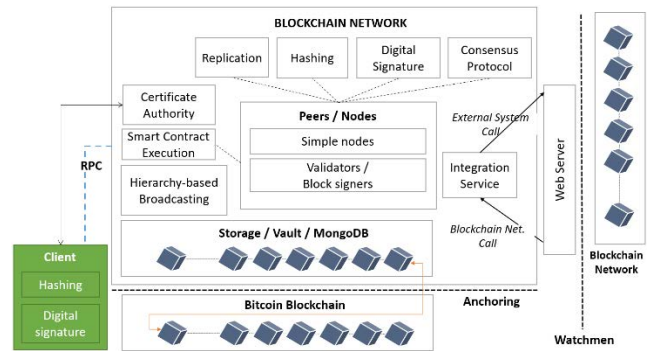 BLOCKCHAIN NETWORK
Replication
Hashing
Digital
Signature
Consensus
Protocol
Certificate
Authority
Smart Contract
Execution
Hierarchy-based
Broadcasting
RPC
Peers / Nodes
Simple nodes
Validators /
Block signers
External System
Call
Integration
Service
Blockchain Net.
Call
Web Server
Storage / Vault / MongoDB
Client
Hashing
Digital
signature
Bitcoin Blockchain
Anchoring
Blockchain
Network
Watchmen